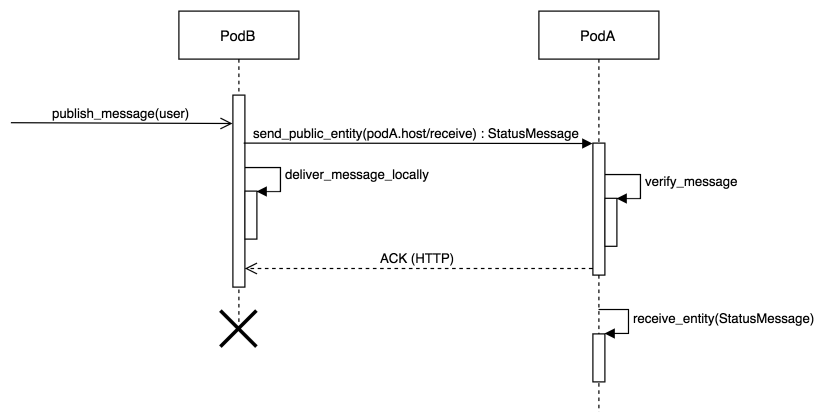 PodB
PodA
publish_message(user)
send_public_entity(podA.host/receive) : StatusMessage
deliver_message_locally
verify_message
ACK (HTTP)
receive_entity(StatusMessage)